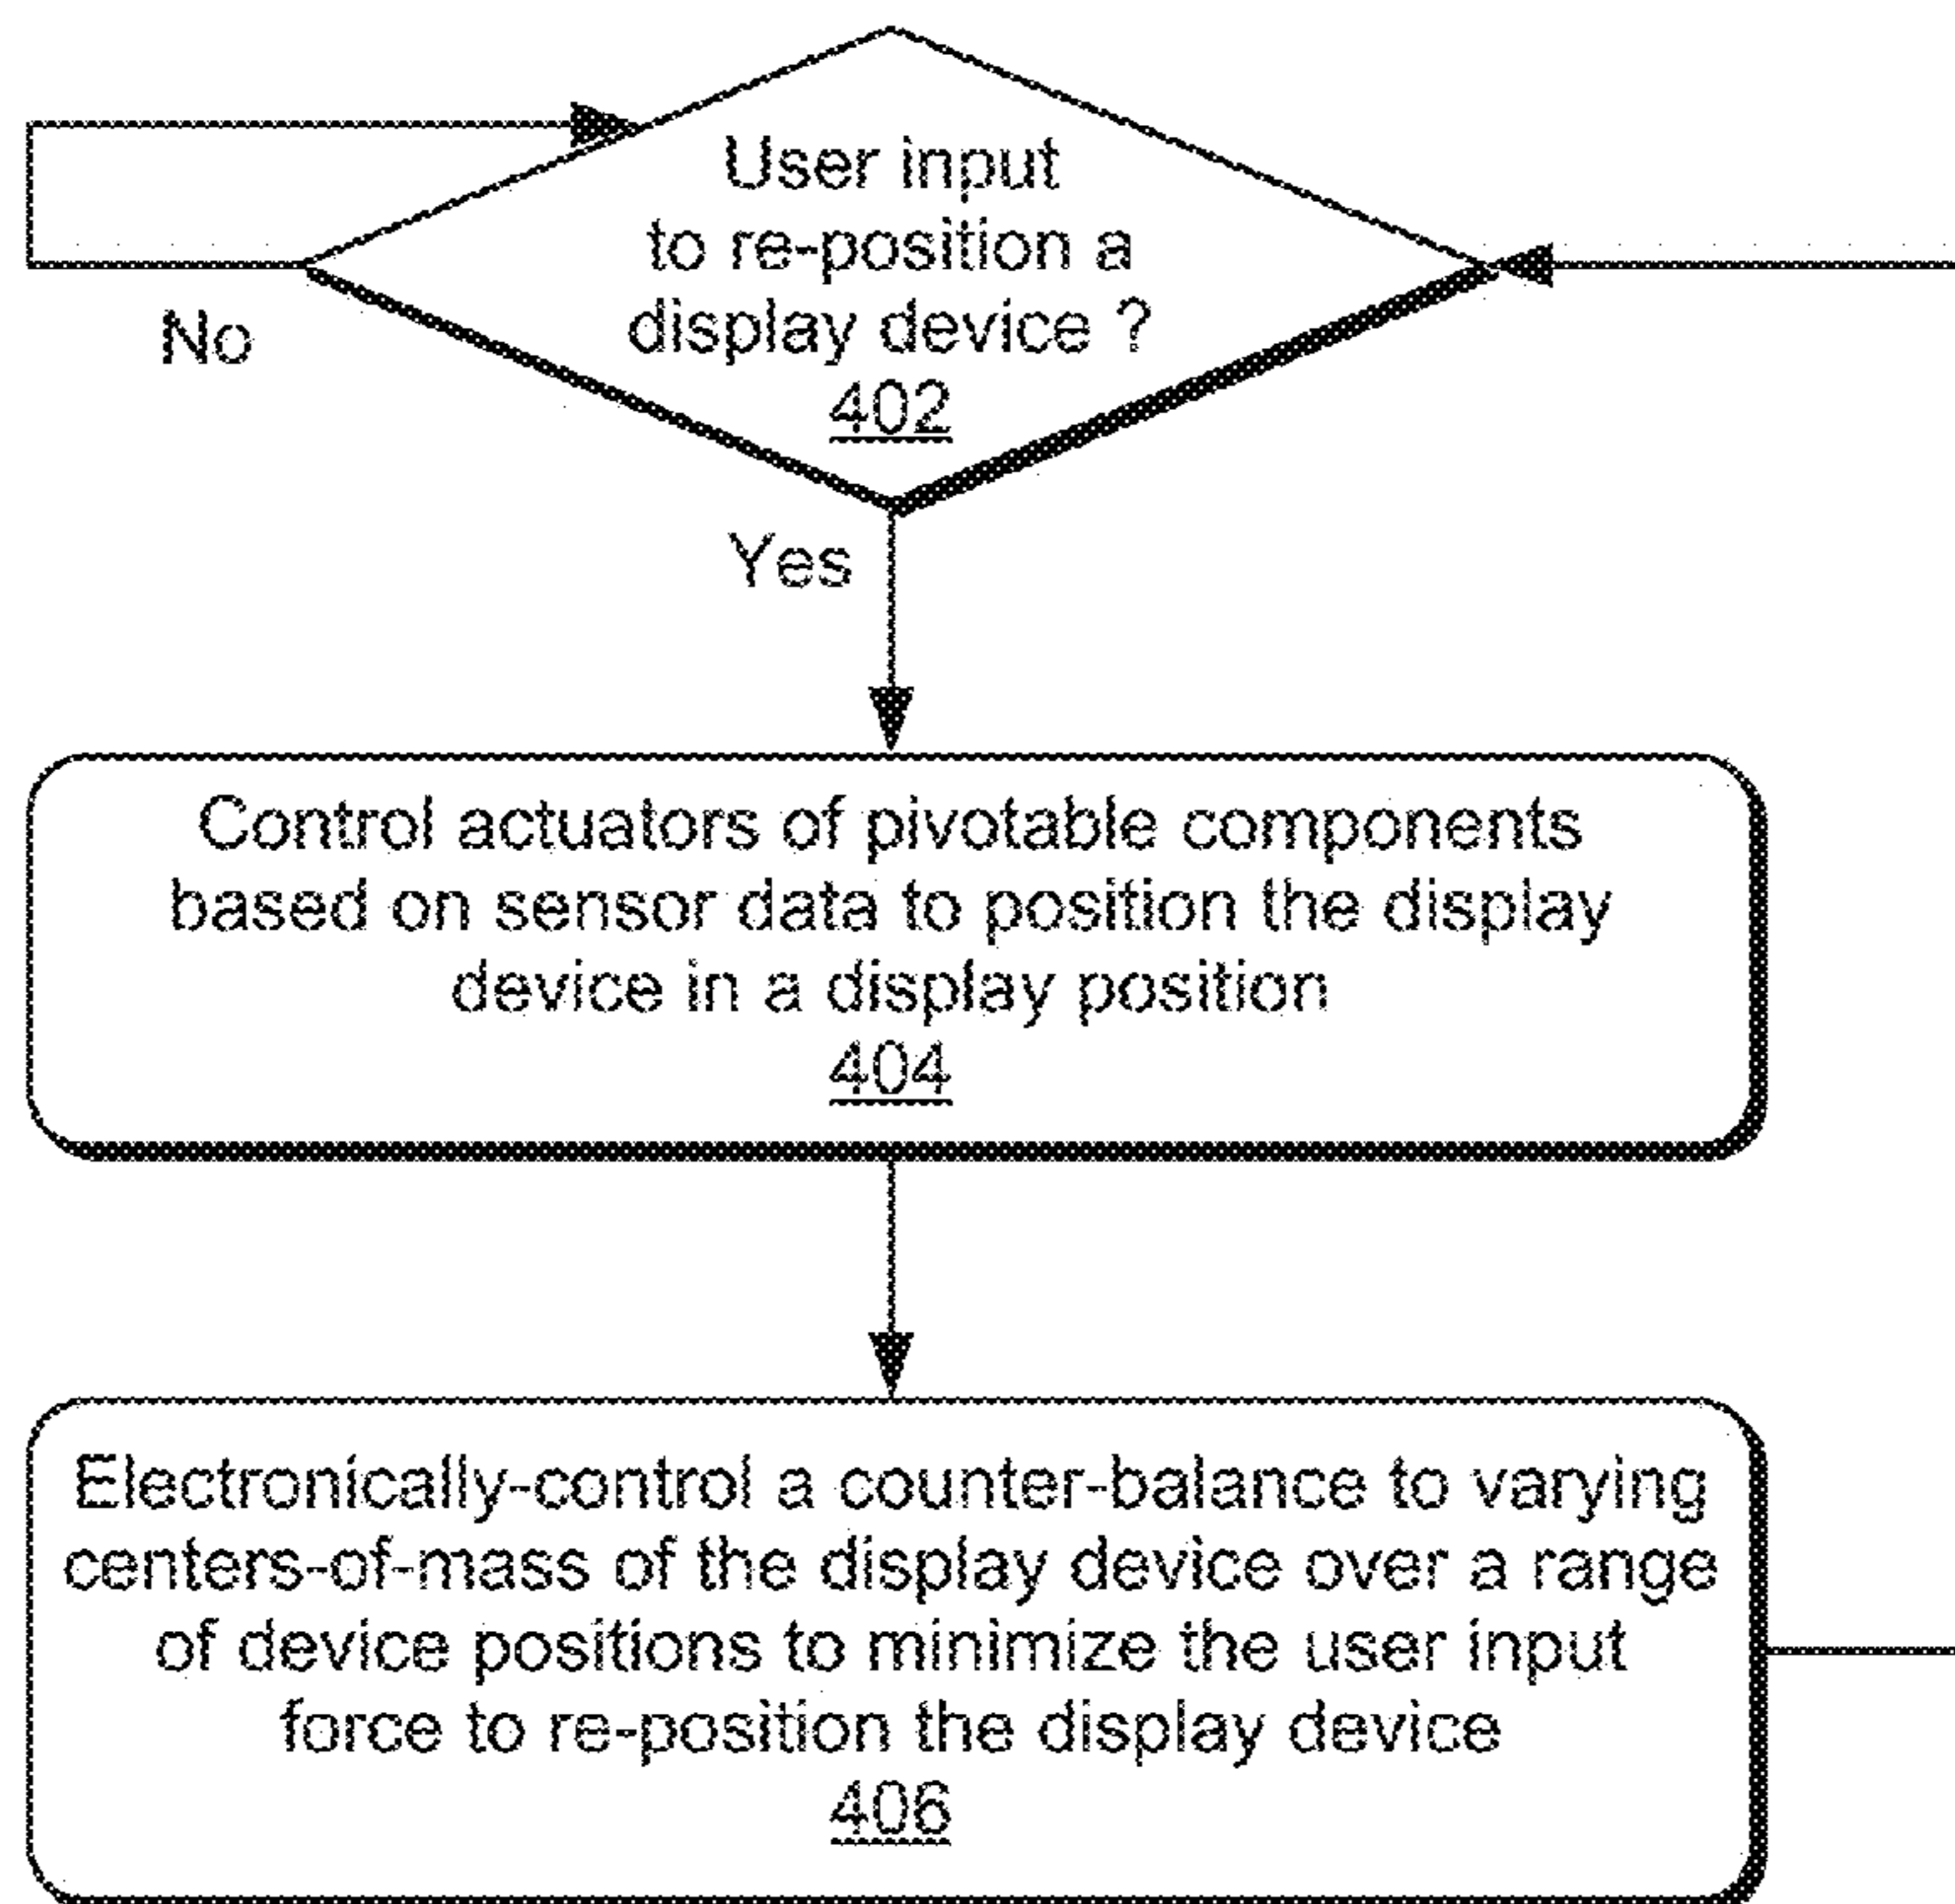 User input
to re-position a
display device ?
402
No
Yes
Control actuators of pivotable components
based on sensor data to position the display
device in a display position
404
Electronically-control a counter-balance to varying
centers-of-mass of the display device over a range
of device positions to minimize the user input
force to re-position the display device
406